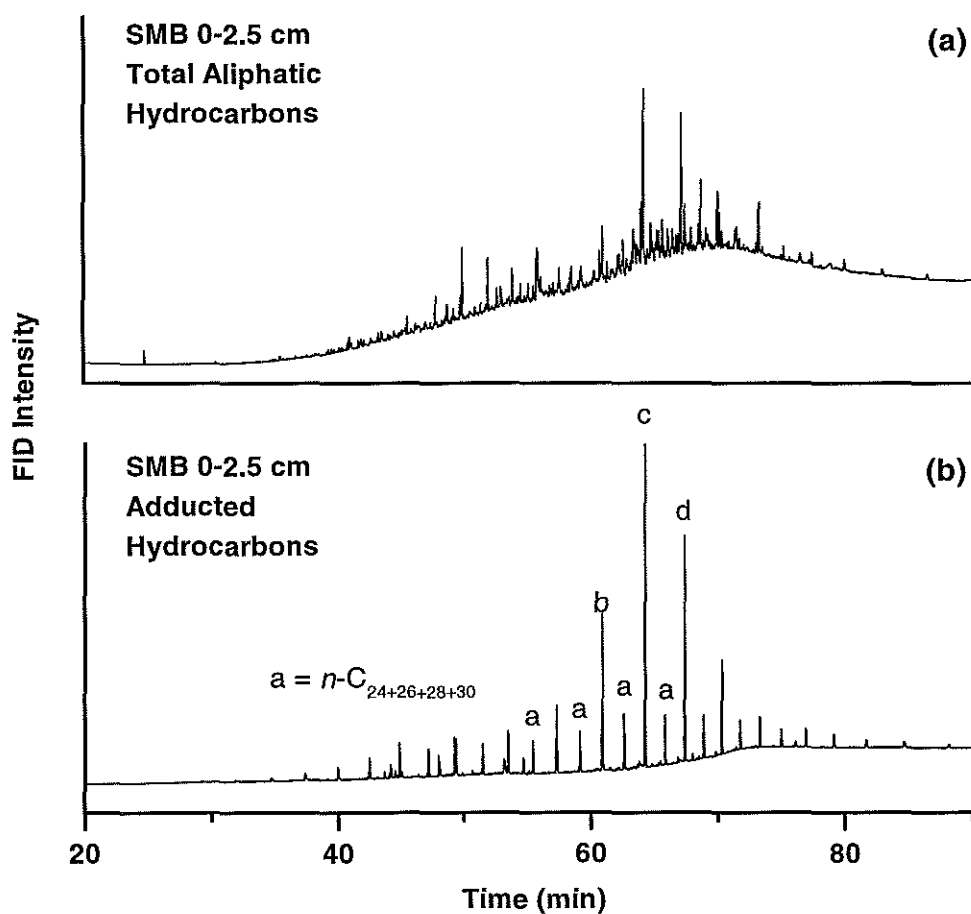 SMB 0-2.5 cm
Total Aliphatic
Hydrocarbons
(a)
FID Intensity
SMB 0-2.5 cm
Adducted
Hydrocarbons
(b)
c
d
b
a = n-C24+26+28+30
a
a
a
a
20
40
60
80
Time (min)